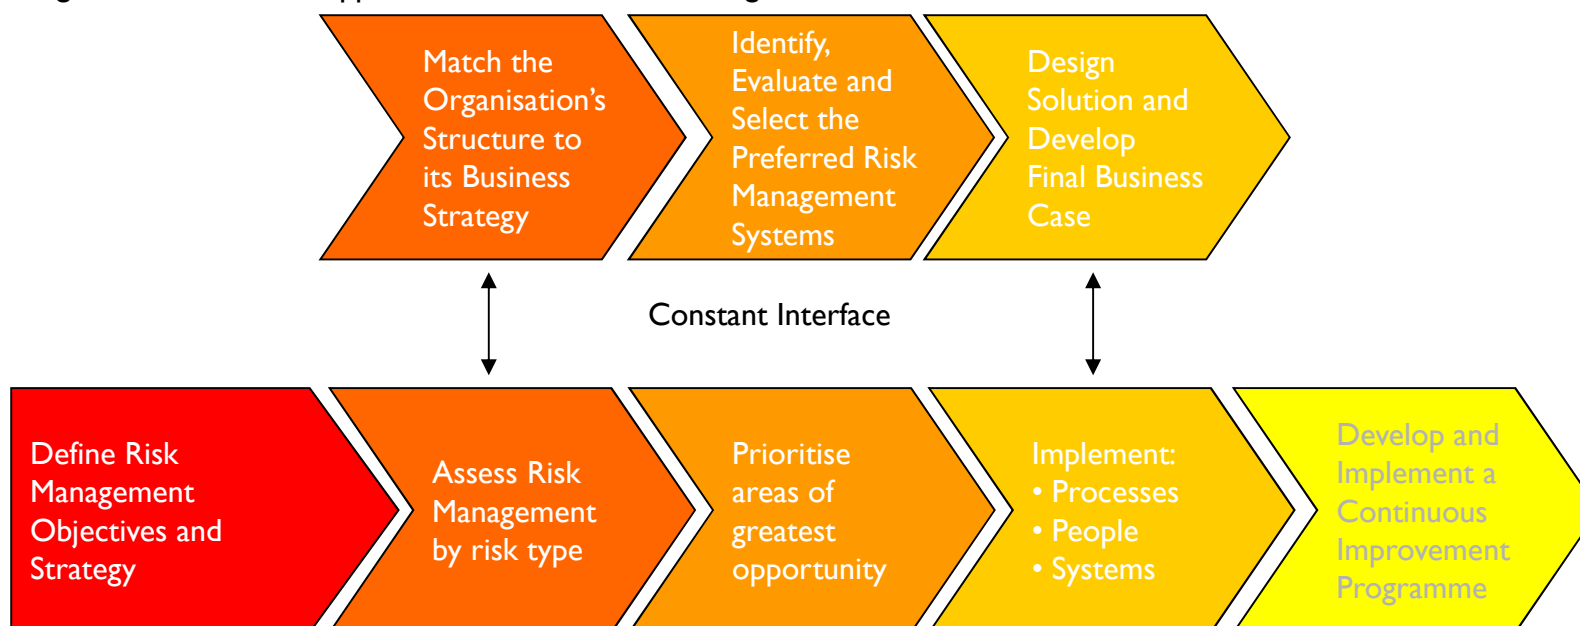 Match the
Organisation’s
Structure to
its Business
Strategy
Identify,
Evaluate and
Select the
Preferred Risk
Management
Systems
Design
Solution and
Develop
Final Business
Case
Constant Interface
Define Risk
Management
Objectives and
Strategy
Assess Risk
Management
by risk type
Prioritise
areas of
greatest
opportunity
Implement:
• Processes
• People
• Systems
Develop and
Implement a
Continuous
Improvement
Programme